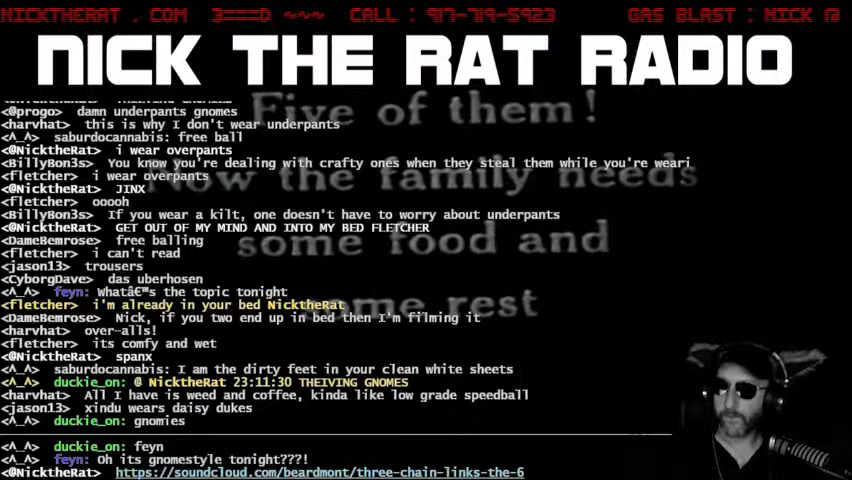 NICKTHERAT . COM 3===D ~~~ CALL : 917-719-5923 GAS BLAST : NICK @
NICK THE RAT RADIO
Five of them!
Now the family needs
some food and
some rest
<@progo> damn underpants gnomes
<harvhat> this is why I don't wear underpants
<^_^> saburdocannabis: free ball
<@NicktheRat> i wear overpants
<BillyBon3s> You know you're dealing with crafty ones when they steal them while you're weari
<fletcher> i wear overpants
<@NicktheRat> JINX
<fletcher> ooooh
<BillyBon3s> If you wear a kilt, one doesn't have to worry about underpants
<@NicktheRat> GET OUT OF MY MIND AND INTO MY BED FLETCHER
<DameBemrose> free balling
<fletcher> i can't read
<jason13> trousers
<CyborgDave> das uberhosen
<^_^> feyn: Whatâ€™s the topic tonight
<fletcher> i'm already in your bed NicktheRat
<DameBemrose> Nick, if you two end up in bed then I'm filming it
<harvhat> over-alls!
<fletcher> its comfy and wet
<@NicktheRat> spanx
<^_^> saburdocannabis: I am the dirty feet in your clean white sheets
<^_^> duckie_on: @ NicktheRat 23:11:30 THEIVING GNOMES
<harvhat> All I have is weed and coffee, kinda like low grade speedball
<jason13> xindu wears daisy dukes
<^_^> duckie_on: gnomies
<^_^> duckie_on: feyn
<^_^> feyn: Oh its gnomestyle tonight???!
<@NicktheRat> https://soundcloud.com/beardmont/three-chain-links-the-6